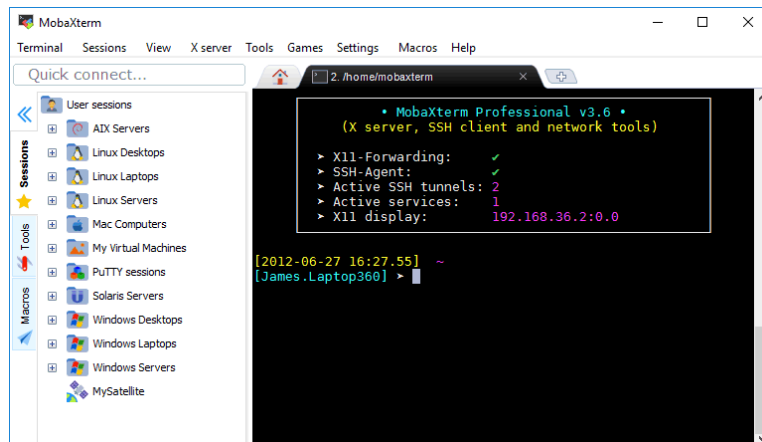 MobaXterm
Terminal Sessions View X server Tools Games Settings Macros Help
Quick connect...
2. /home/mobaxterm
Sessions
Tools
Macros
User sessions
AIX Servers
Linux Desktops
Linux Laptops
Linux Servers
Mac Computers
My Virtual Machines
PuTTY sessions
Solaris Servers
Windows Desktops
Windows Laptops
Windows Servers
MySatellite
• MobaXterm Professional v3.6 •
(X server, SSH client and network tools)
➤ X11-Forwarding: ✔
➤ SSH-Agent: ✔
➤ Active SSH tunnels: 2
➤ Active services: 1
➤ X11 display: 192.168.36.2:0.0
[2012-06-27 16:27.55] ~
[James.Laptop360] ➤